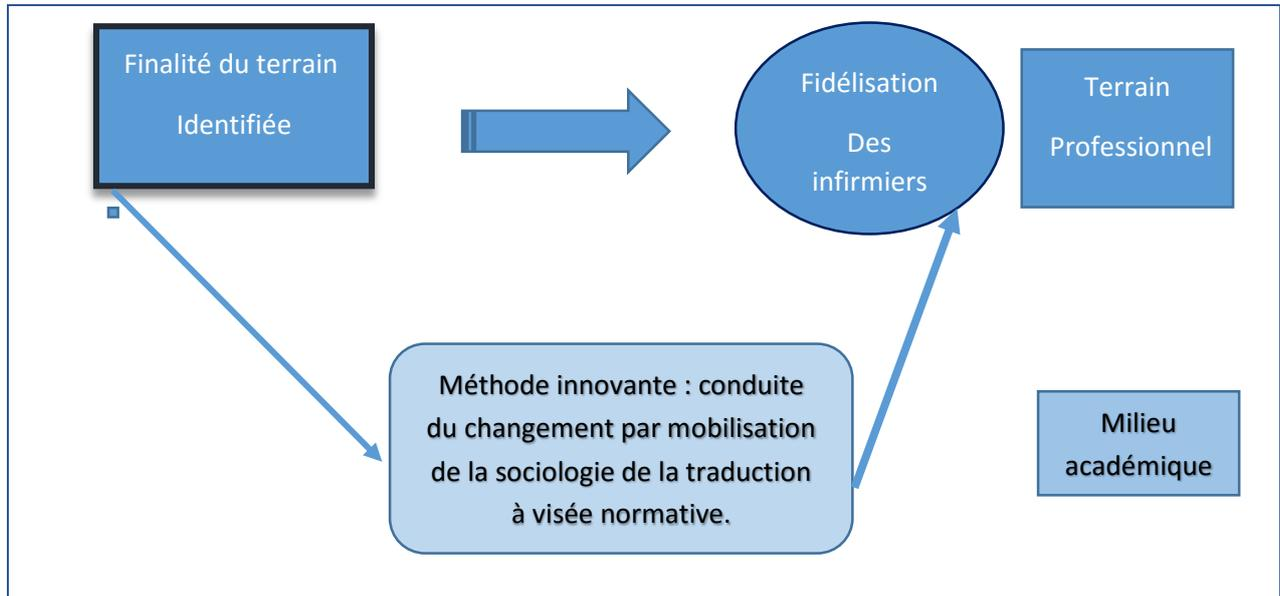 Finalité du terrain
Identifiée
Fidélisation
Des
infirmiers
Terrain
Professionnel
Méthode innovante : conduite
du changement par mobilisation
de la sociologie de la traduction
à visée normative.
Milieu
académique